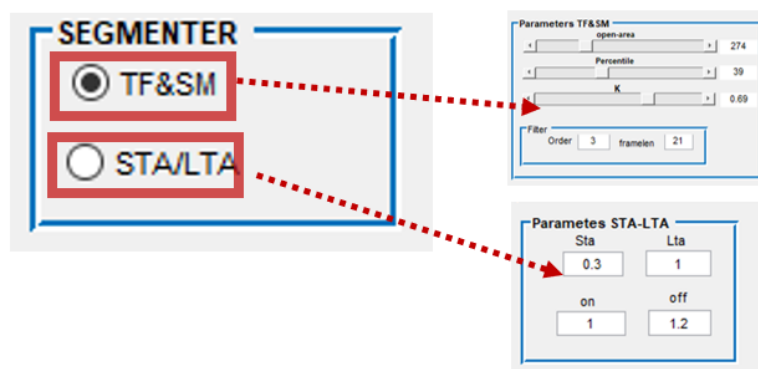 SEGMENTER
TF&SM
STA/LTA
Parameters TF&SM
open-area
274
Percentile
39
K
0.69
Filter
Order 3 framelen 21
Parametes STA-LTA
Sta Lta
0.3 1
on off
1 1.2